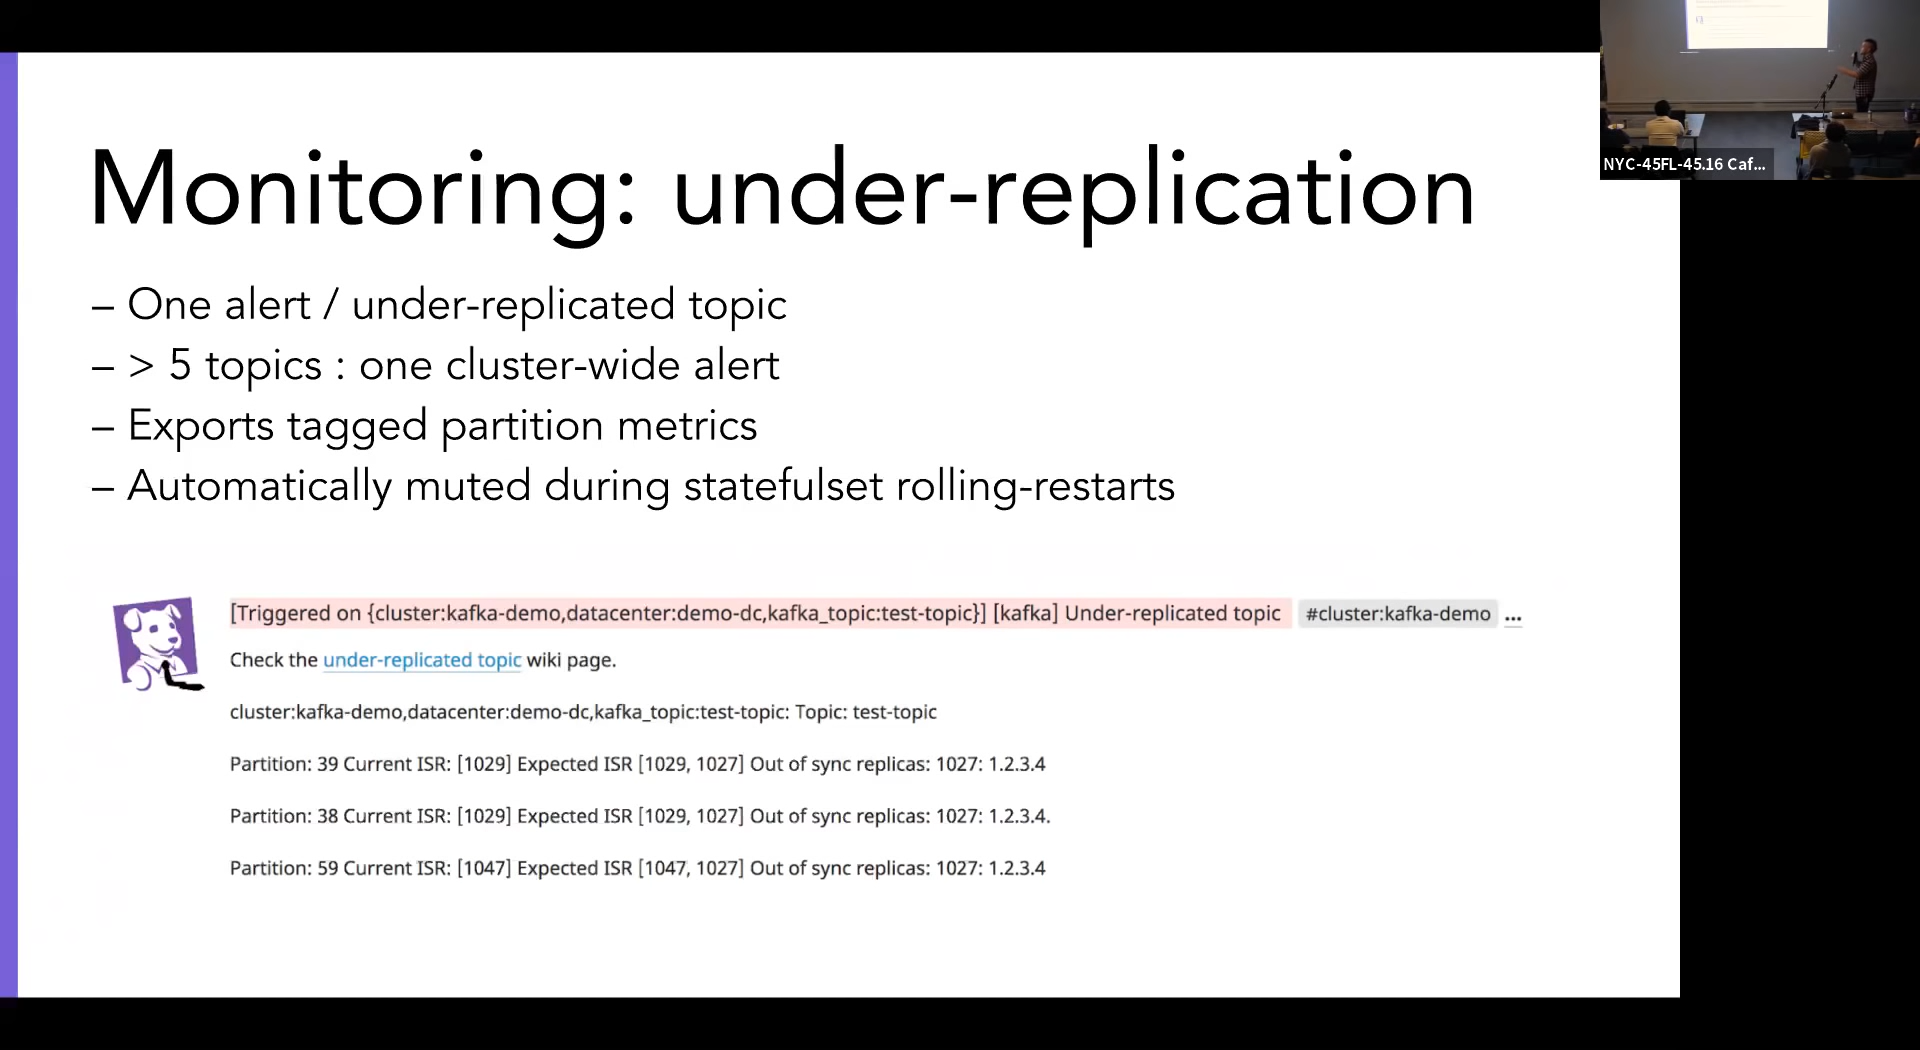 Monitoring: under-replication
– One alert / under-replicated topic
– > 5 topics : one cluster-wide alert
– Exports tagged partition metrics
– Automatically muted during statefulset rolling-restarts
[Triggered on {cluster:kafka-demo,datacenter:demo-dc,kafka_topic:test-topic}] [kafka] Under-replicated topic #cluster:kafka-demo ...
Check the under-replicated topic wiki page.
cluster:kafka-demo,datacenter:demo-dc,kafka_topic:test-topic: Topic: test-topic
Partition: 39 Current ISR: [1029] Expected ISR [1029, 1027] Out of sync replicas: 1027: 1.2.3.4
Partition: 38 Current ISR: [1029] Expected ISR [1029, 1027] Out of sync replicas: 1027: 1.2.3.4.
Partition: 59 Current ISR: [1047] Expected ISR [1047, 1027] Out of sync replicas: 1027: 1.2.3.4
NYC-45FL-45.16 Caf...